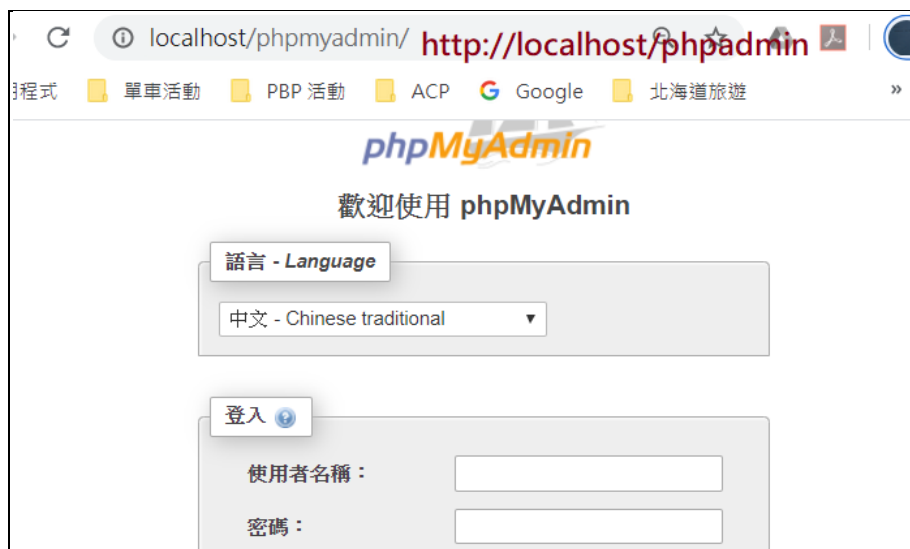 localhost/phpmyadmin/ http://localhost/phpadmin
程式 單車活動 PBP 活動 ACP G Google 北海道旅遊 »
phpMyAdmin
歡迎使用 phpMyAdmin
語言 - Language
中文 - Chinese traditional
登入
使用者名稱：
密碼：